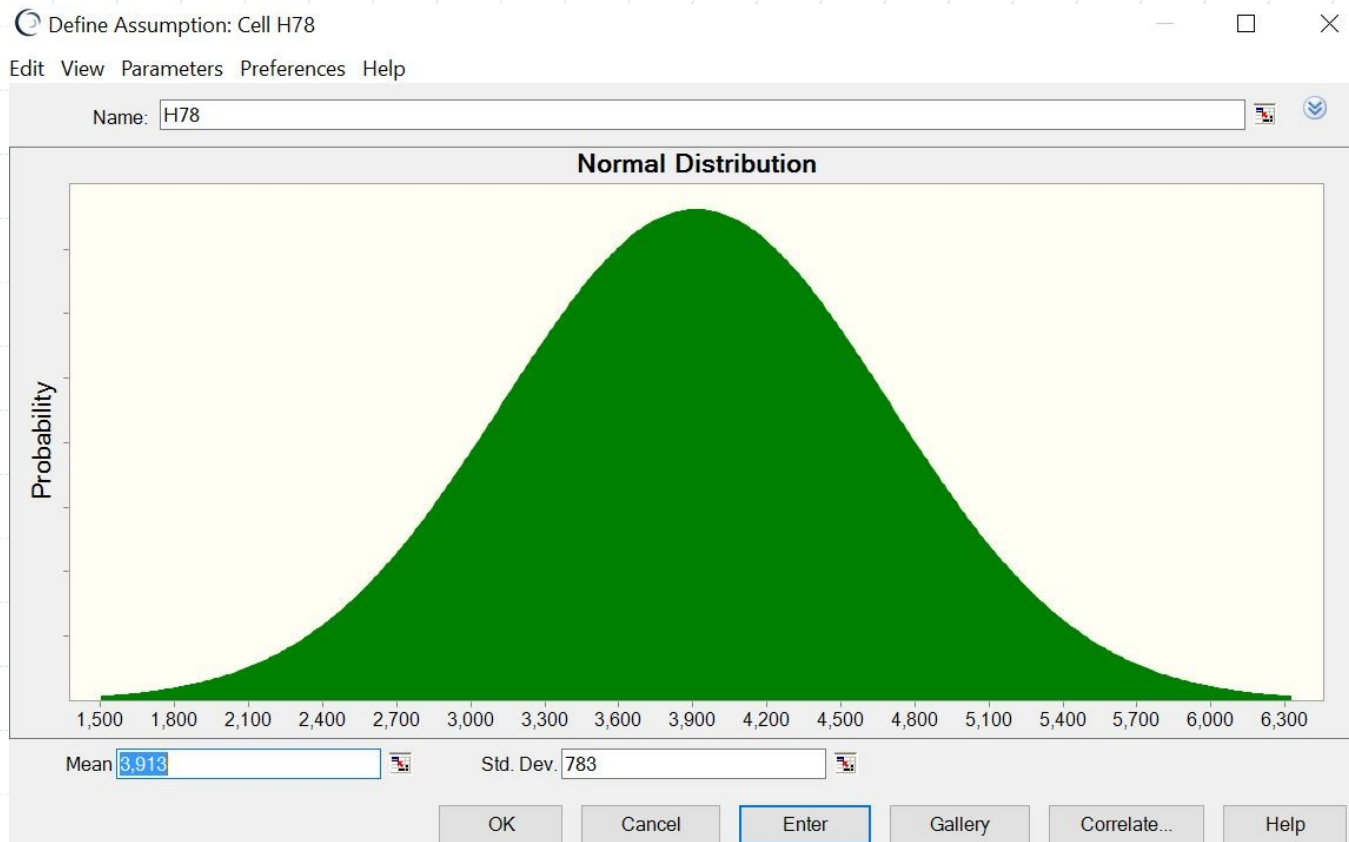 Define Assumption: Cell H78
Edit View Parameters Preferences Help
Name: H78
Normal Distribution
Probability
1,500 1,800 2,100 2,400 2,700 3,000 3,300 3,600 3,900 4,200 4,500 4,800 5,100 5,400 5,700 6,000 6,300
Mean 3,913 Std. Dev. 783
OK Cancel Enter Gallery Correlate... Help